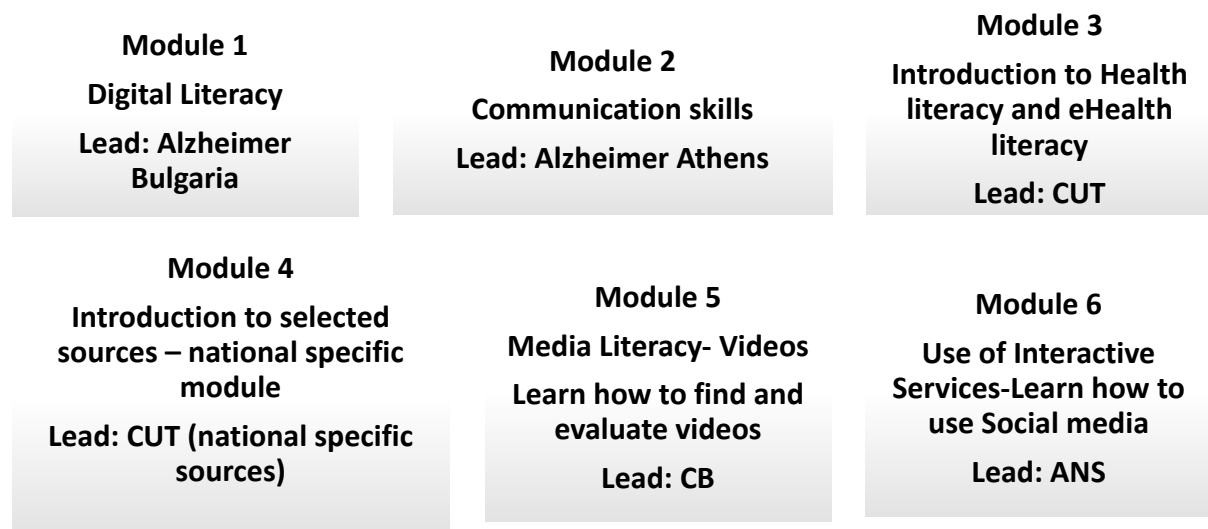 Module 1
Digital Literacy
Lead: Alzheimer
Bulgaria
Module 2
Communication skills
Lead: Alzheimer Athens
Module 3
Introduction to Health
literacy and eHealth
literacy
Lead: CUT
Module 4
Introduction to selected
sources – national specific
module
Lead: CUT (national specific
sources)
Module 5
Media Literacy- Videos
Learn how to find and
evaluate videos
Lead: CB
Module 6
Use of Interactive
Services-Learn how to
use Social media
Lead: ANS